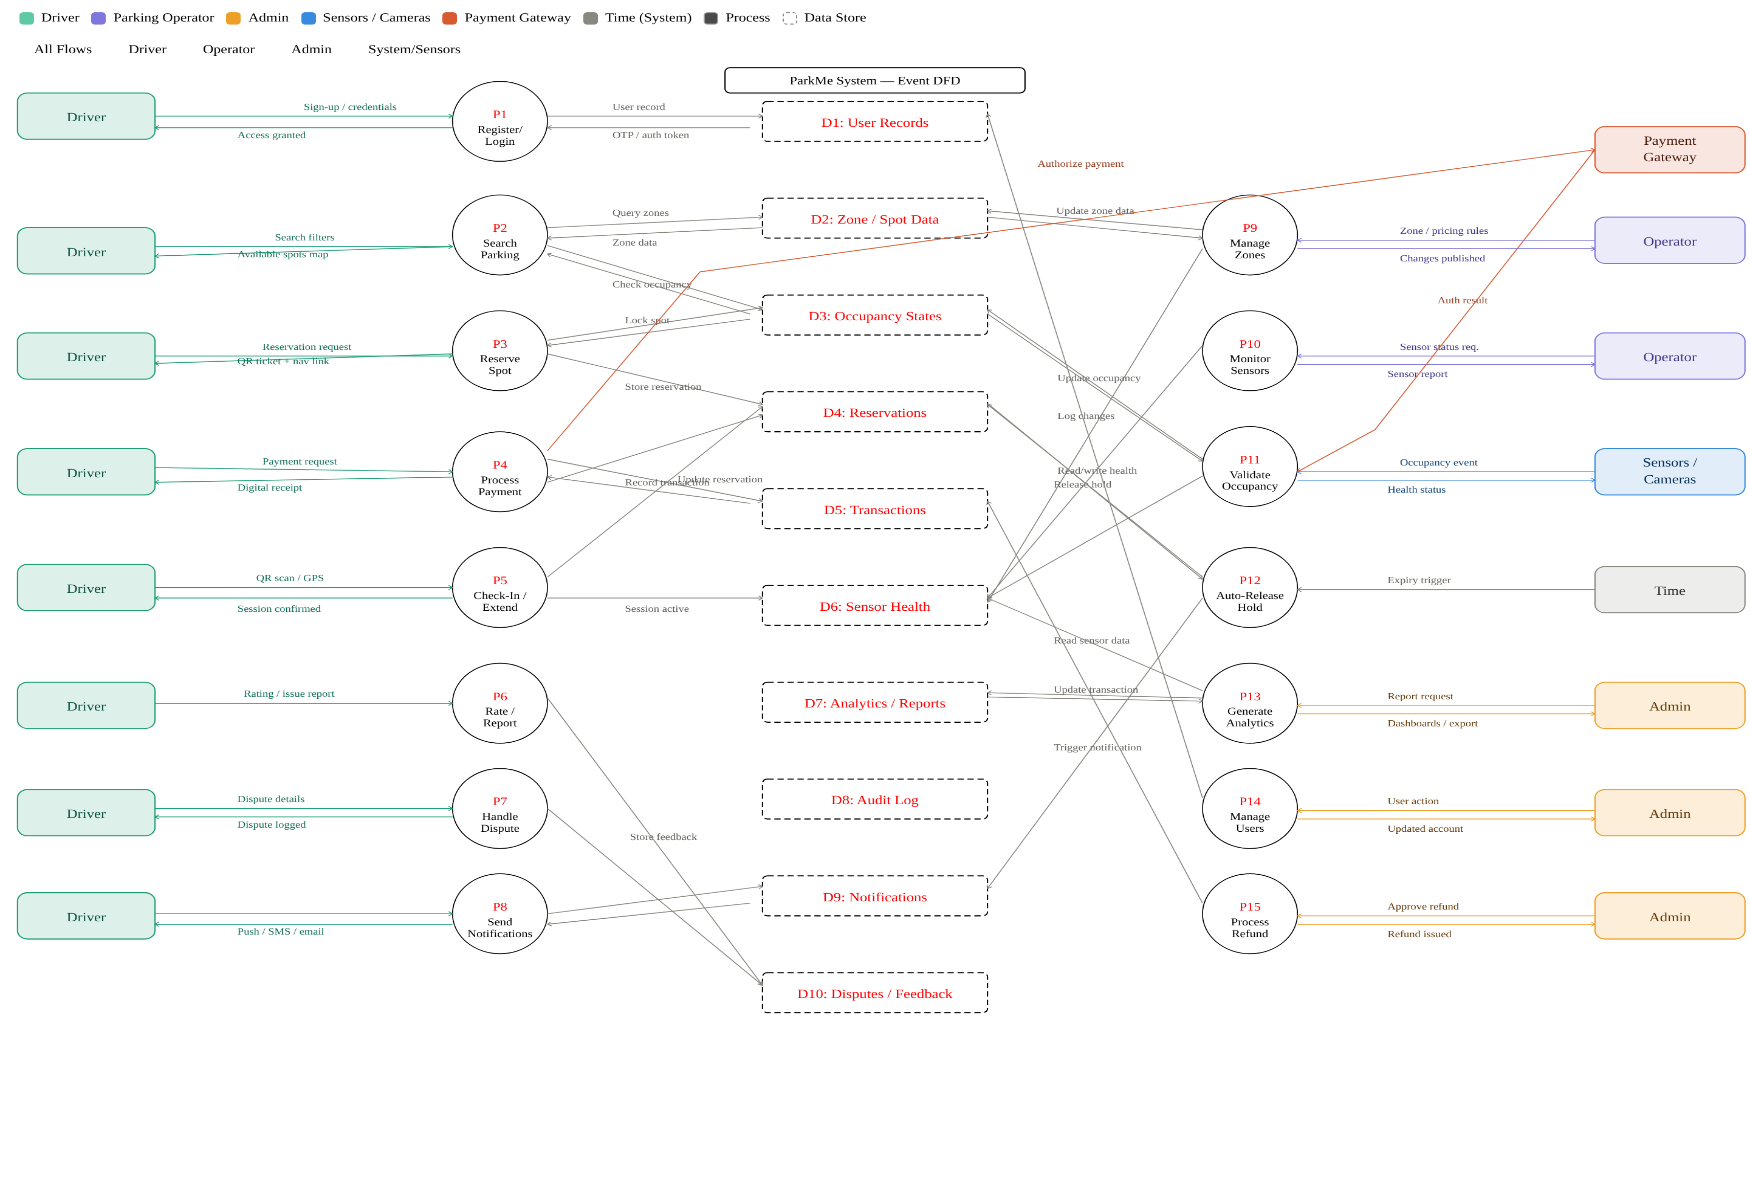 Driver
Parking Operator
Admin
Sensors / Cameras
Payment Gateway
Time (System)
Process
Data Store
All Flows
Driver
Operator
Admin
System/Sensors
ParkMe System — Event DFD
Driver
Sign-up / credentials
Access granted
P1
Register/
Login
User record
OTP / auth token
D1: User Records
Authorize payment
Payment
Gateway
Driver
Search filters
Available spots map
P2
Search
Parking
Query zones
Zone data
Check occupancy
D2: Zone / Spot Data
Update zone data
P9
Manage
Zones
Zone / pricing rules
Changes published
Operator
Auth result
Driver
Reservation request
QR ticket + nav link
P3
Reserve
Spot
Lock spot
Store reservation
D3: Occupancy States
Update occupancy
Log changes
P10
Monitor
Sensors
Sensor status req.
Sensor report
Operator
D4: Reservations
Driver
Payment request
Digital receipt
P4
Process
Payment
Record transaction
Update reservation
D5: Transactions
Read/write health
Release hold
P11
Validate
Occupancy
Occupancy event
Health status
Sensors /
Cameras
Driver
QR scan / GPS
Session confirmed
P5
Check-In /
Extend
Session active
D6: Sensor Health
Read sensor data
P12
Auto-Release
Hold
Expiry trigger
Time
Driver
Rating / issue report
P6
Rate /
Report
D7: Analytics / Reports
Update transaction
Trigger notification
P13
Generate
Analytics
Report request
Dashboards / export
Admin
Driver
Dispute details
Dispute logged
P7
Handle
Dispute
Store feedback
D8: Audit Log
P14
Manage
Users
User action
Updated account
Admin
Driver
Push / SMS / email
P8
Send
Notifications
D9: Notifications
P15
Process
Refund
Approve refund
Refund issued
Admin
D10: Disputes / Feedback